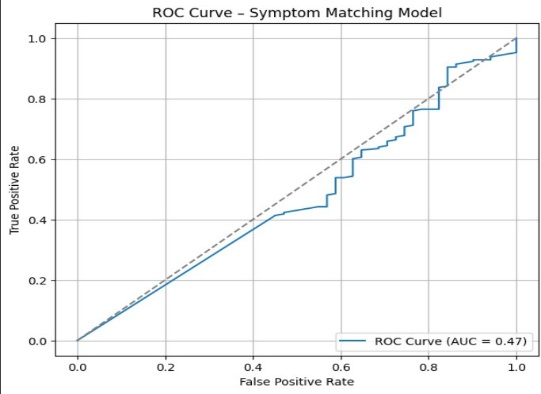 ROC Curve – Symptom Matching Model
True Positive Rate
1.0
0.8
0.6
0.4
0.2
0.0
ROC Curve (AUC = 0.47)
0.0 0.2 0.4 0.6 0.8 1.0
False Positive Rate